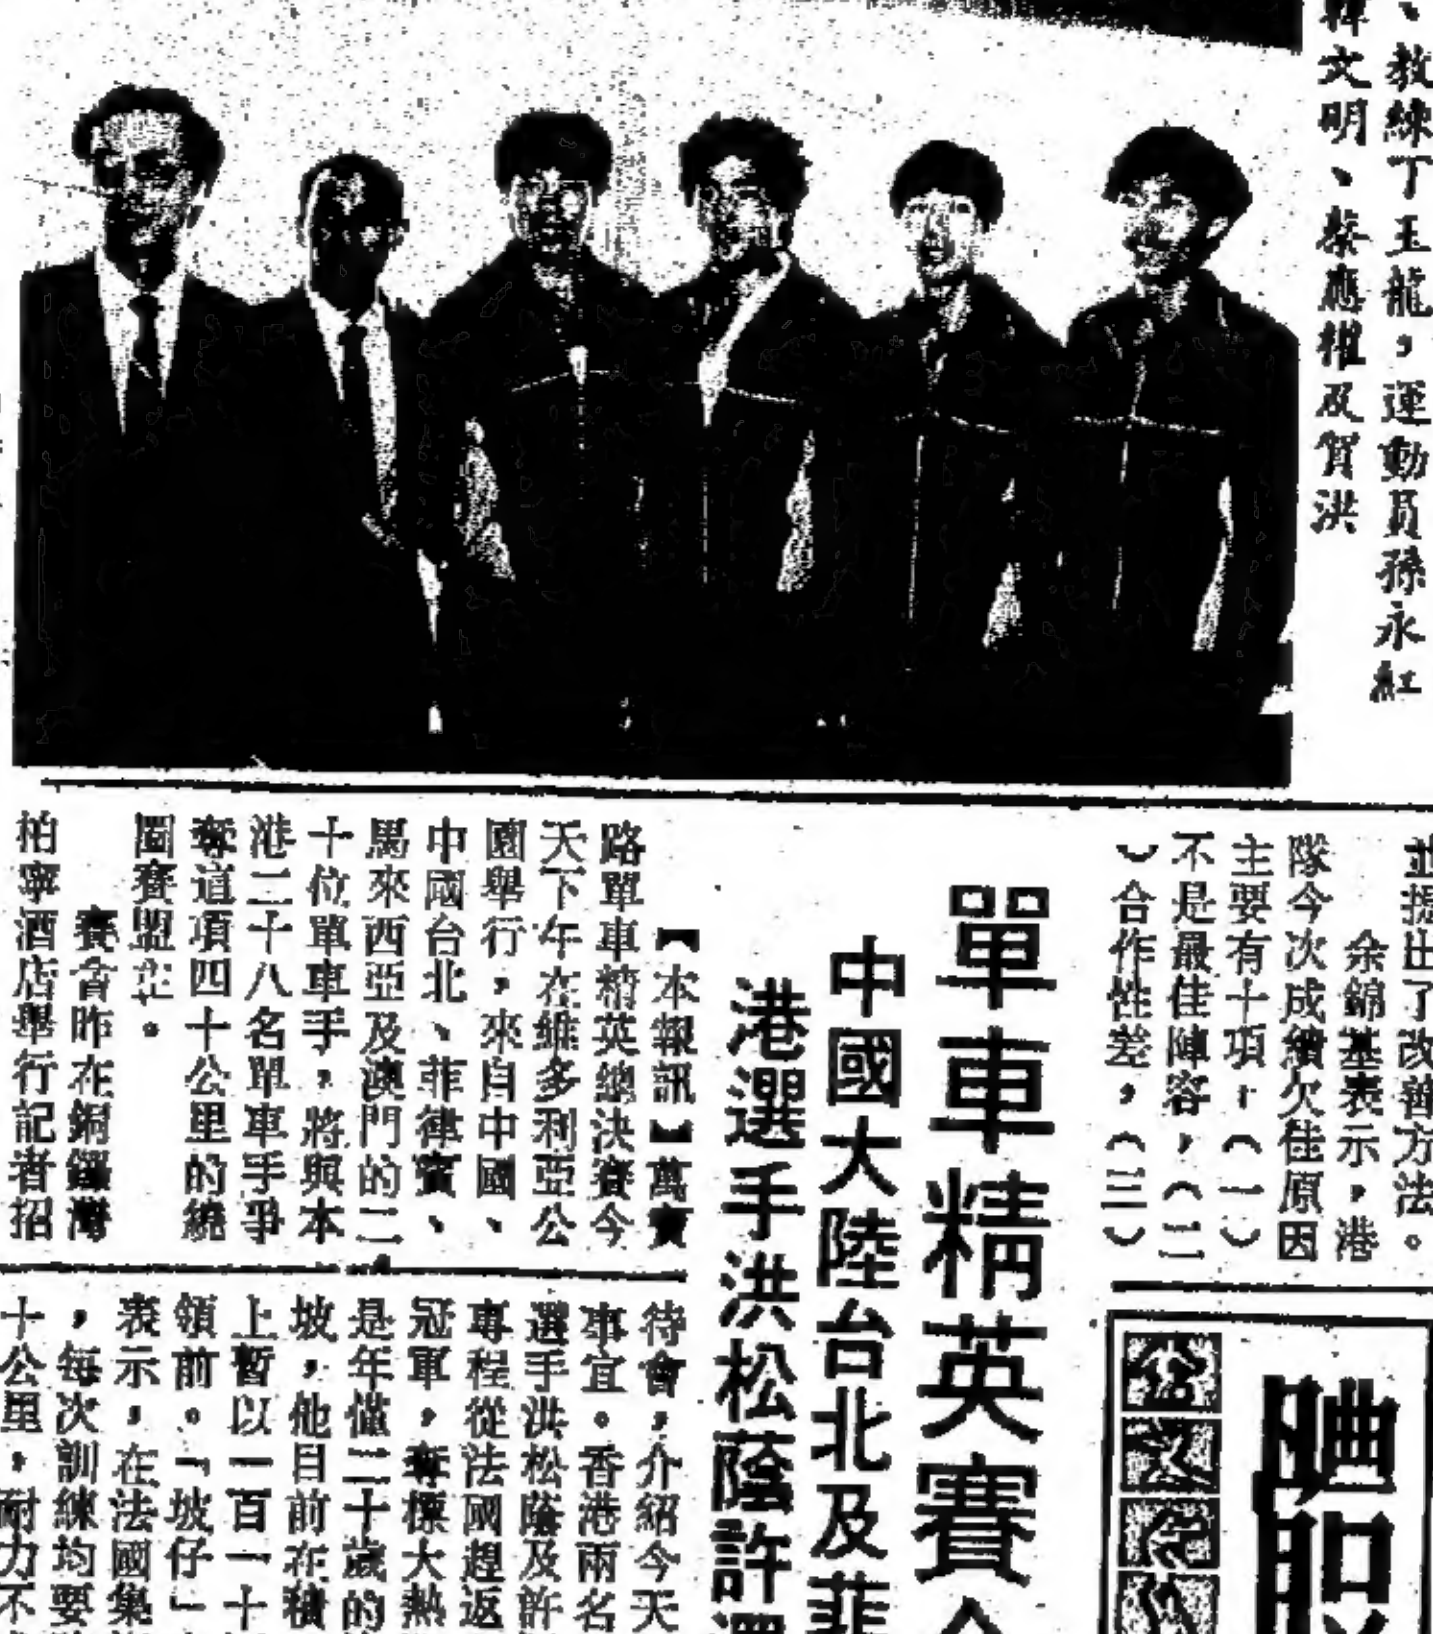 、教練丁玉龍，運動員孫永紅
韓文明、蔡應權及賀洪
並提出了改善方法。
余錦基表示，港
隊今次成績欠佳原因
主要有十項，（一）
不是最佳陣容，（二
）合作性差，（三）
單車精英賽
中國大陸台北及菲
港選手洪松蔭許
【本報訊】萬寶
路單車精英總決賽今
天下午在維多利亞公
園舉行，來自中國、
中國台北、菲律賓、
馬來西亞及澳門的二
十位單車手，將與本
港二十八名單車手爭
奪這項四十公里的繞
圈賽盟主。
賽會昨在銅鑼灣
柏寧酒店舉行記者招
待會，介紹今天
事宜。香港兩名
選手洪松蔭及許
專程從法國趕返
冠軍，奪標大熱
是年僅二十歲的
坡，他目前在積
上暫以一百一十
領前。「坡仔」
表示，在法國集
，每次訓練均要
十公里，耐力不